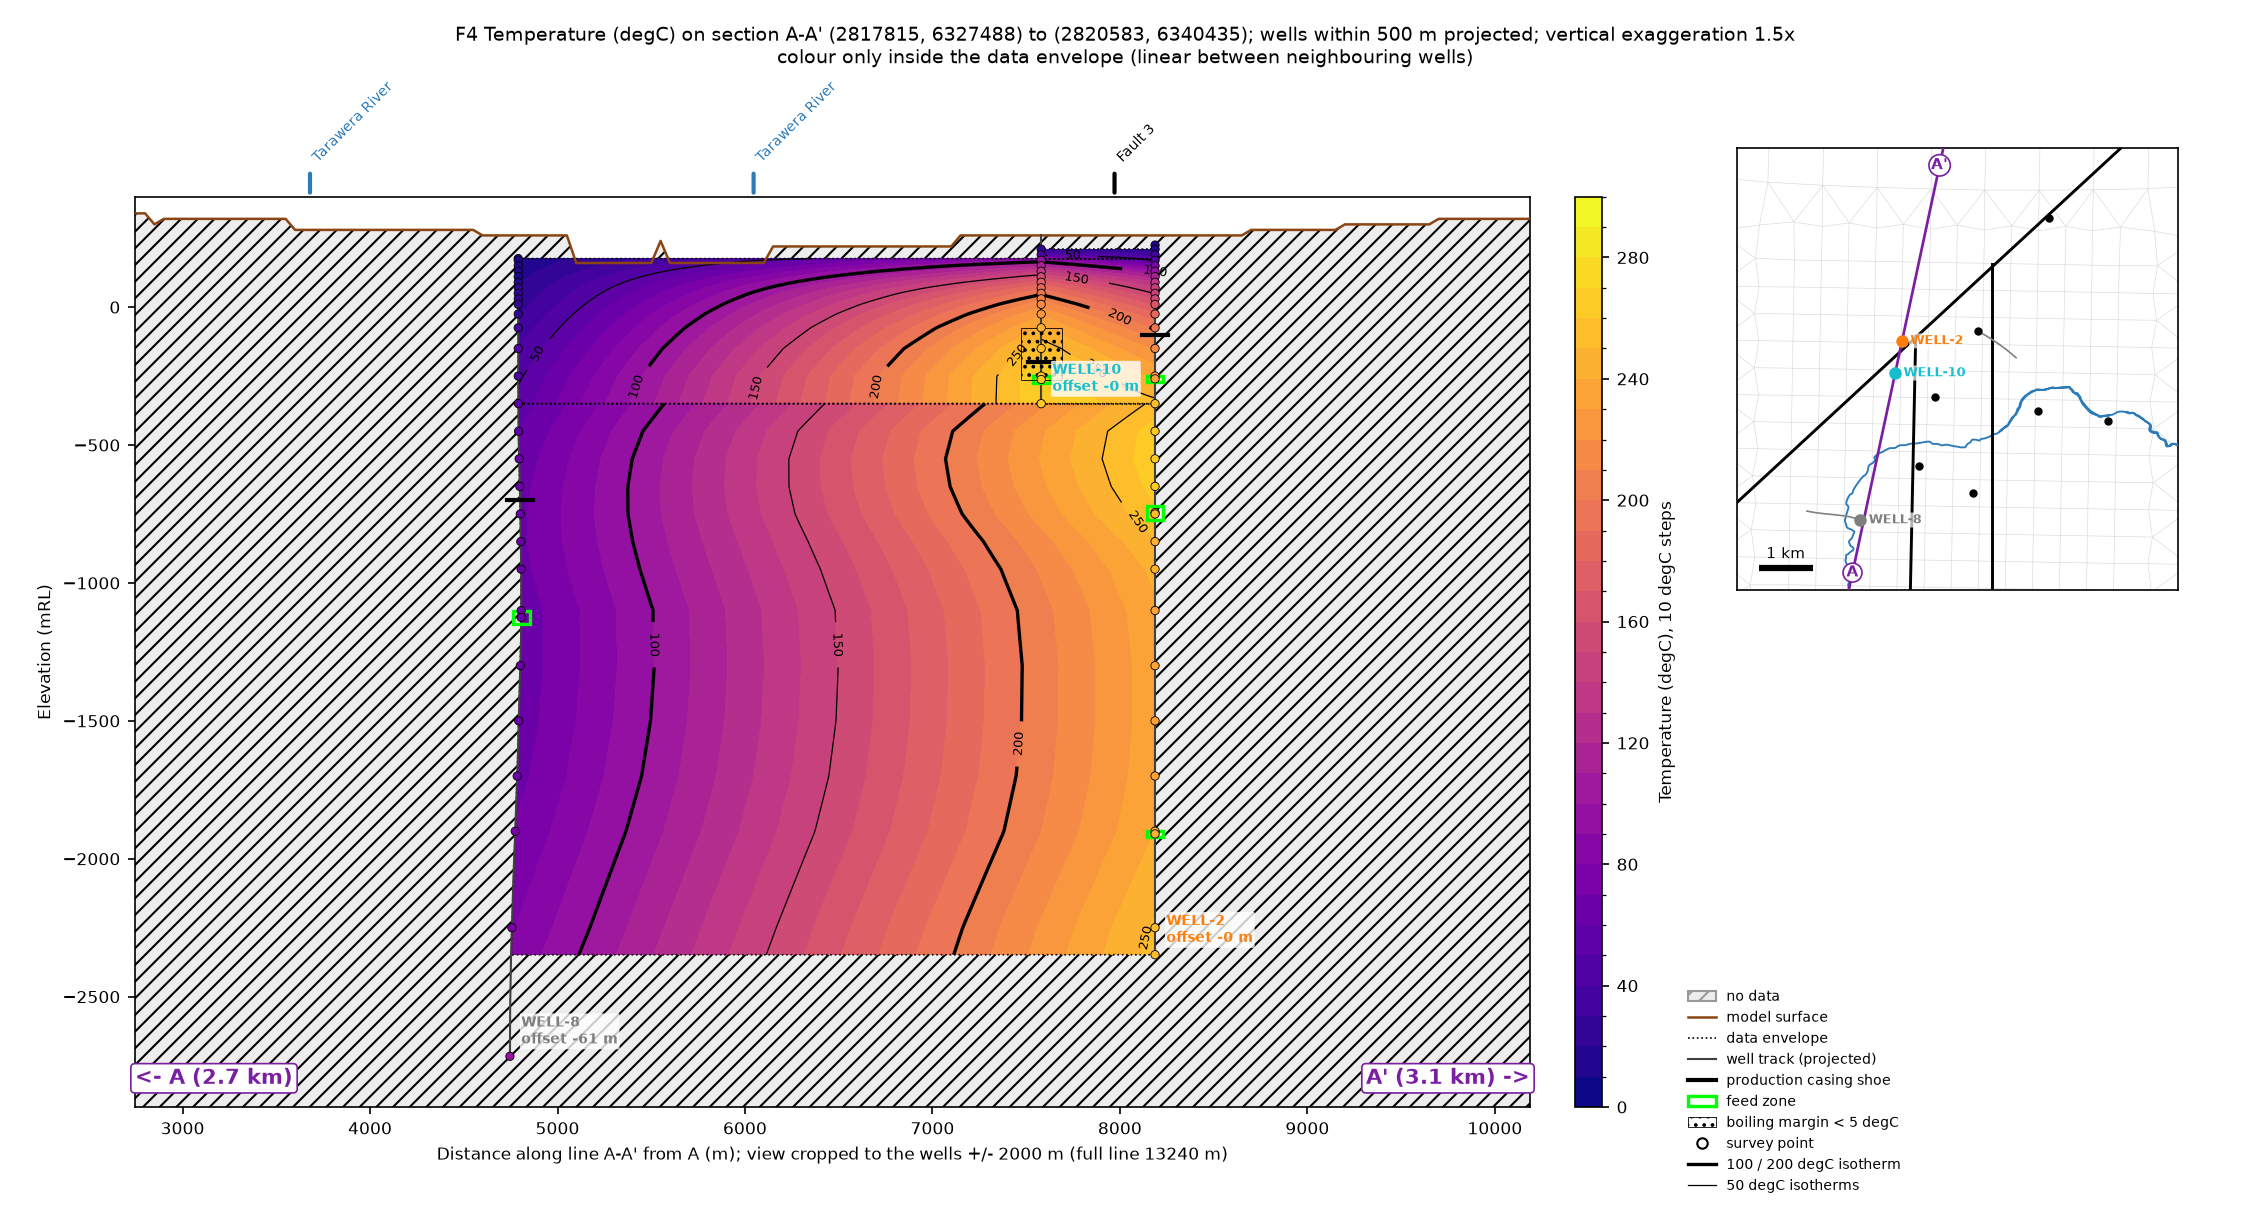 F4 Temperature (degC) on section A-A' (2817815, 6327488) to (2820583, 6340435); wells within 500 m projected; vertical exaggeration 1.5x
colour only inside the data envelope (linear between neighbouring wells)
Tarawera River
Tarawera River
Fault 3
Elevation (mRL)
0
−500
−1000
−1500
−2000
−2500
50
150
200
50
100
150
200
250
WELL-10
offset -0 m
250
100
150
200
250
WELL-2
offset -0 m
WELL-8
offset -61 m
<- A (2.7 km)
A' (3.1 km) ->
3000
4000
5000
6000
7000
8000
9000
10000
Distance along line A-A' from A (m); view cropped to the wells +/- 2000 m (full line 13240 m)
280
240
200
160
120
80
40
0
Temperature (degC), 10 degC steps
A'
WELL-2
WELL-10
WELL-8
1 km
A
no data
model surface
data envelope
well track (projected)
production casing shoe
feed zone
boiling margin < 5 degC
survey point
100 / 200 degC isotherm
50 degC isotherms